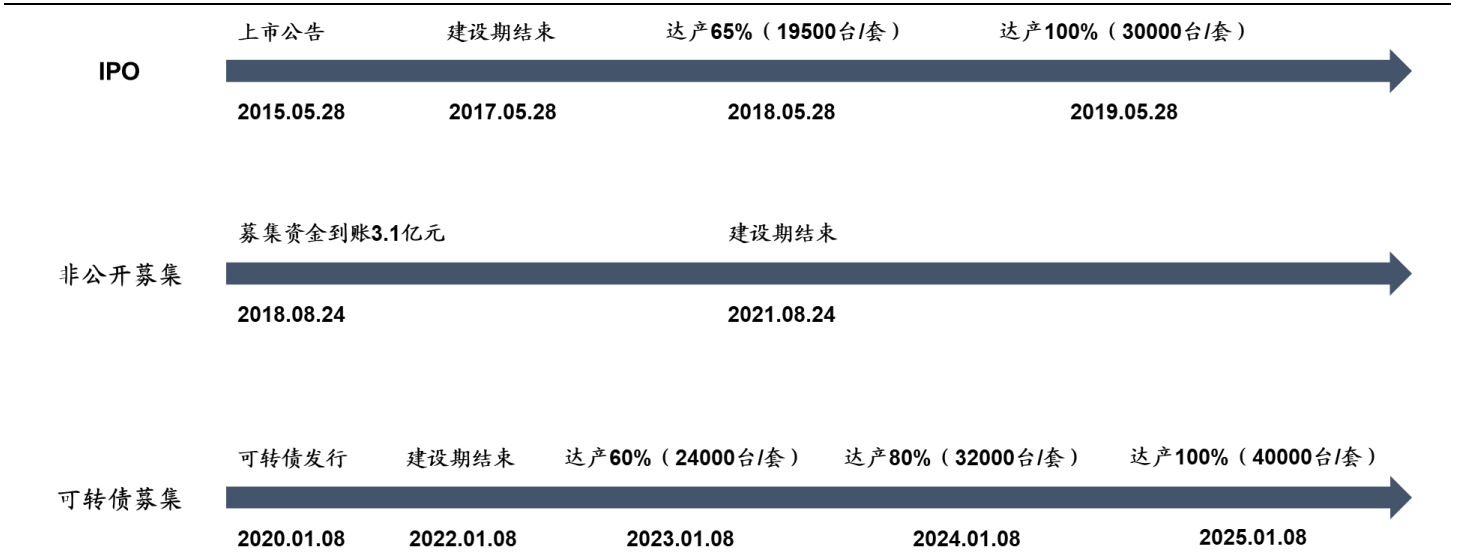 上市公告 建设期结束 达产65%（19500台/套） 达产100%（30000台/套）
IPO
2015.05.28 2017.05.28 2018.05.28 2019.05.28
募集资金到账3.1亿元 建设期结束
非公开募集
2018.08.24 2021.08.24
可转债发行 建设期结束 达产60%（24000台/套） 达产80%（32000台/套） 达产100%（40000台/套）
可转债募集
2020.01.08 2022.01.08 2023.01.08 2024.01.08 2025.01.08